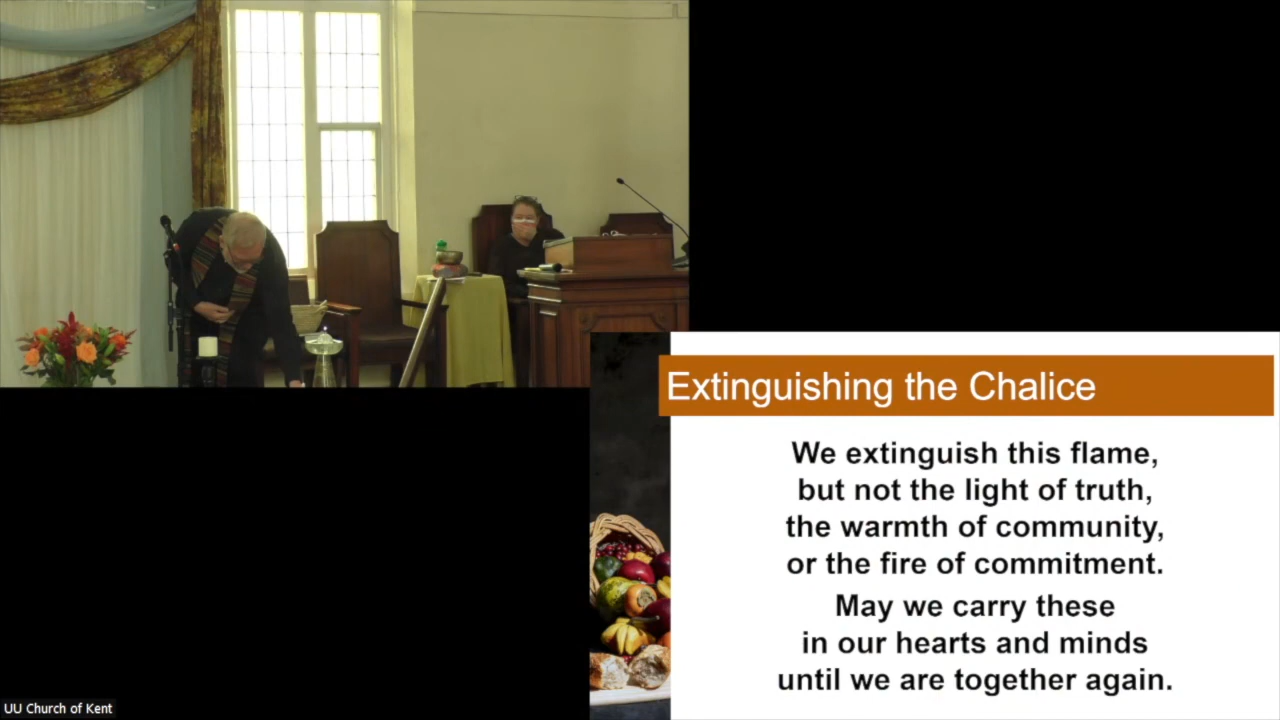 Extinguishing the Chalice
We extinguish this flame,
but not the light of truth,
the warmth of community,
or the fire of commitment.
May we carry these
in our hearts and minds
until we are together again.
UU Church of Kent